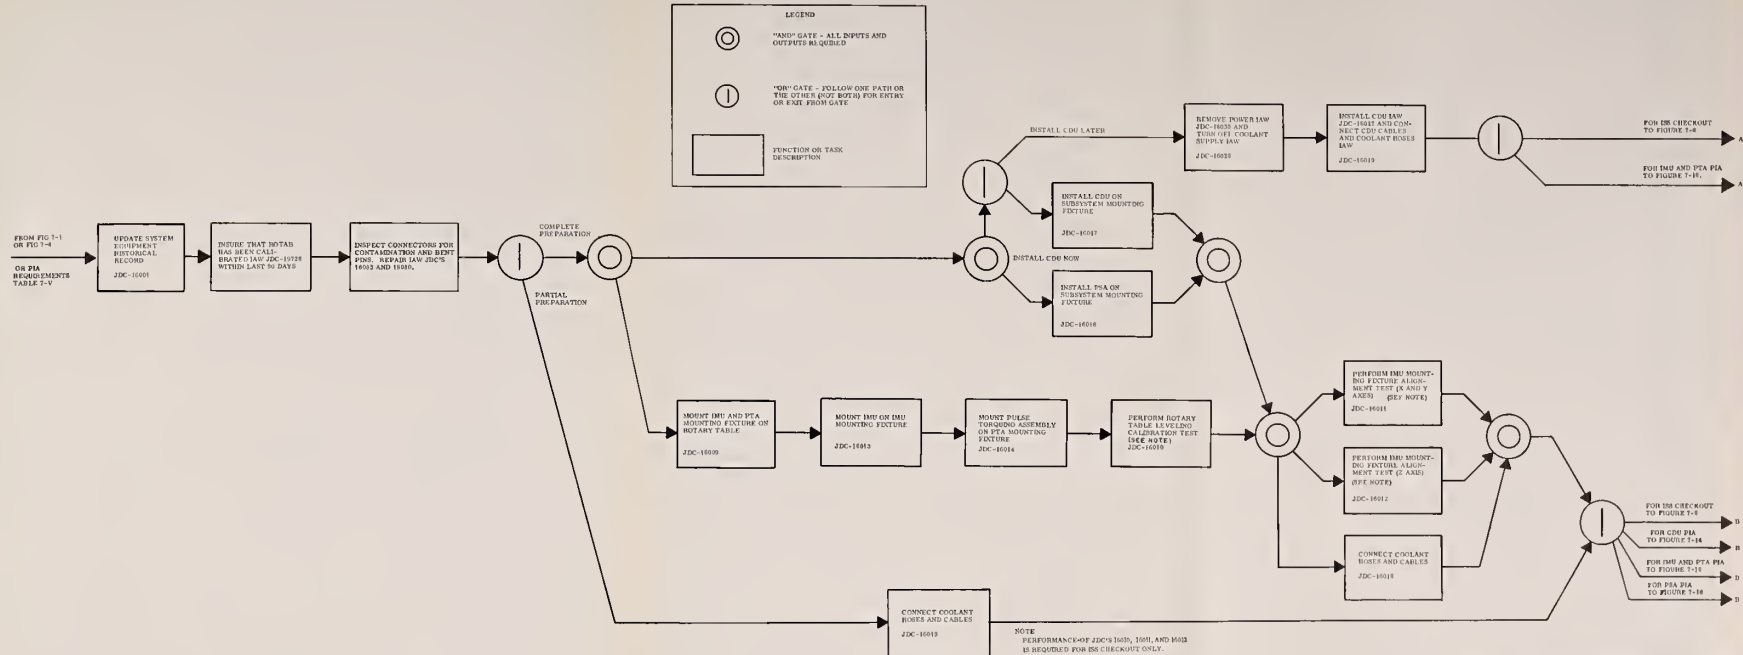 LEGEND
"AND" GATE - ALL INPUTS AND
OUTPUTS REQUIRED
"OR" GATE - FOLLOW ONE PATH OR
THE OTHER (NOT BOTH) FOR ENTRY
OR EXIT FROM GATE
FUNCTION OR TASK
DESCRIPTION
FROM FIG 7-1
OR FIG 7-4
OR PIA
REQUIREMENTS
TABLE 7-V
UPDATE SYSTEM
EQUIPMENT
HISTORICAL
RECORD
JDC-16001
INSURE THAT ROTAB
HAS BEEN CALI-
BRATED IAW JDC-19728
WITHIN LAST 90 DAYS
INSPECT CONNECTORS FOR
CONTAMINATION AND BENT
PINS. REPAIR IAW JDC'S
16052 AND 16080.
COMPLETE
PREPARATION
PARTIAL
PREPARATION
INSTALL CDU LATER
INSTALL CDU NOW
REMOVE POWER IAW
JDC-16030 AND
TURN OFF COOLANT
SUPPLY IAW
JDC-16028
INSTALL CDU IAW
JDC-16017 AND CON-
NECT CDU CABLES
AND COOLANT HOSES
IAW
JDC-16019
FOR ISS CHECKOUT
TO FIGURE 7-8
A
FOR IMU AND PTA PIA
TO FIGURE 7-16.
A
INSTALL CDU ON
SUBSYSTEM MOUNTING
FIXTURE
JDC-16017
INSTALL PSA ON
SUBSYSTEM MOUNTING
FIXTURE
JDC-16016
MOUNT IMU AND PTA
MOUNTING FIXTURE ON
ROTARY TABLE
JDC-16009
MOUNT IMU ON IMU
MOUNTING FIXTURE
JDC-16013
MOUNT PULSE
TORQUING ASSEMBLY
ON PTA MOUNTING
FIXTURE
JDC-16014
PERFORM ROTARY
TABLE LEVELING
CALIBRATION TEST
(SEE NOTE)
JDC-16010
PERFORM IMU MOUNT-
ING FIXTURE ALIGN-
MENT TEST (X AND Y
AXES) (SEE NOTE)
JDC-16011
PERFORM IMU MOUNT-
ING FIXTURE ALIGN-
MENT TEST (Z AXIS)
(SEE NOTE)
JDC-16012
CONNECT COOLANT
HOSES AND CABLES
JDC-16019
FOR ISS CHECKOUT
TO FIGURE 7-8
B
FOR CDU PIA
TO FIGURE 7-14
B
FOR IMU AND PTA PIA
TO FIGURE 7-16
B
FOR PSA PIA
TO FIGURE 7-16
B
CONNECT COOLANT
HOSES AND CABLES
JDC-16019
NOTE
PERFORMANCE OF JDC'S 16010, 16011, AND 16012
IS REQUIRED FOR ISS CHECKOUT ONLY.